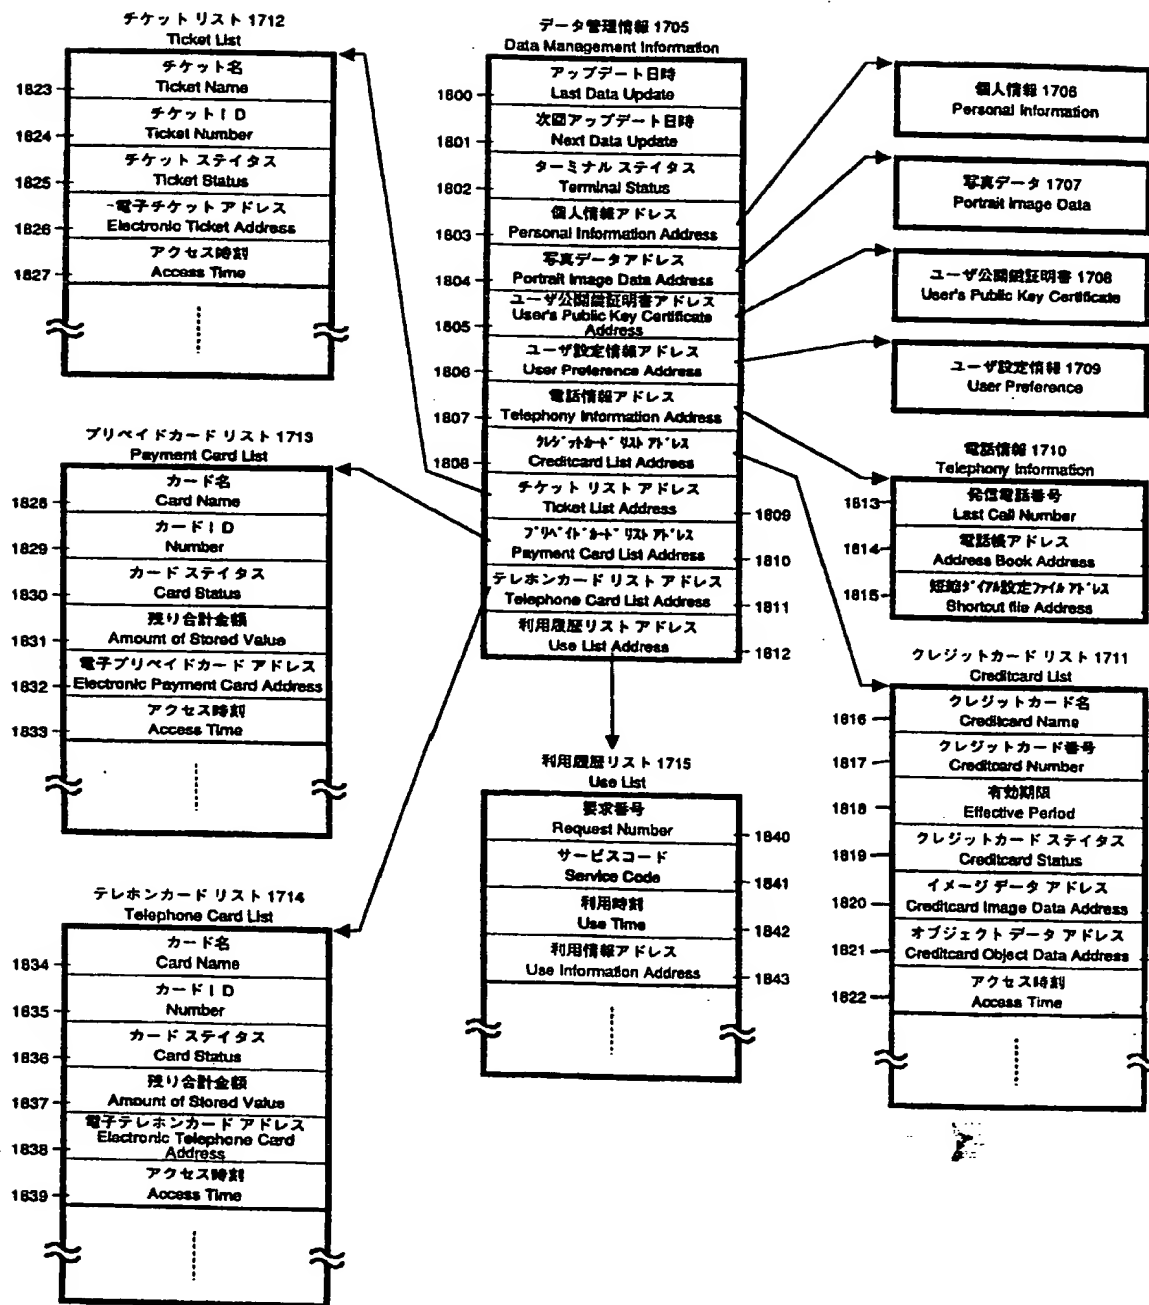 チケット リスト 1712
Ticket List
チケット名
Ticket Name
1823
チケットＩＤ
Ticket Number
1824
チケット ステイタス
Ticket Status
1825
電子チケット アドレス
Electronic Ticket Address
1826
アクセス時刻
Access Time
1827
プリペイドカード リスト 1713
Payment Card List
カード名
Card Name
1828
カードＩＤ
Number
1829
カード ステイタス
Card Status
1830
残り合計金額
Amount of Stored Value
1831
電子プリペイドカード アドレス
Electronic Payment Card Address
1832
アクセス時刻
Access Time
1833
テレホンカード リスト 1714
Telephone Card List
カード名
Card Name
1834
カードＩＤ
Number
1835
カード ステイタス
Card Status
1836
残り合計金額
Amount of Stored Value
1837
電子テレホンカード アドレス
Electronic Telephone Card
Address
1838
アクセス時刻
Access Time
1839
データ管理情報 1705
Data Management Information
アップデート日時
Last Data Update
1800
次回アップデート日時
Next Data Update
1801
ターミナル ステイタス
Terminal Status
1802
個人情報アドレス
Personal Information Address
1803
写真データアドレス
Portrait Image Data Address
1804
ユーザ公開鍵証明書アドレス
User's Public Key Certificate
Address
1805
ユーザ設定情報アドレス
User Preference Address
1806
電話情報アドレス
Telephony Information Address
1807
クレジットカード リスト アドレス
Creditcard List Address
1808
チケット リスト アドレス
Ticket List Address
1809
プリペイドカード リスト アドレス
Payment Card List Address
1810
テレホンカード リスト アドレス
Telephone Card List Address
1811
利用履歴リスト アドレス
Use List Address
1812
利用履歴リスト 1715
Use List
要求番号
Request Number
1840
サービスコード
Service Code
1841
利用時刻
Use Time
1842
利用情報アドレス
Use Information Address
1843
個人情報 1706
Personal Information
写真データ 1707
Portrait Image Data
ユーザ公開鍵証明書 1708
User's Public Key Certificate
ユーザ設定情報 1709
User Preference
電話情報 1710
Telephony Information
発信電話番号
Last Call Number
1813
電話帳アドレス
Address Book Address
1814
短縮ダイアル設定ファイル アドレス
Shortcut file Address
1815
クレジットカード リスト 1711
Creditcard List
クレジットカード名
Creditcard Name
1816
クレジットカード番号
Creditcard Number
1817
有効期限
Effective Period
1818
クレジットカード ステイタス
Creditcard Status
1819
イメージ データ アドレス
Creditcard Image Data Address
1820
オブジェクト データ アドレス
Creditcard Object Data Address
1821
アクセス時刻
Access Time
1822